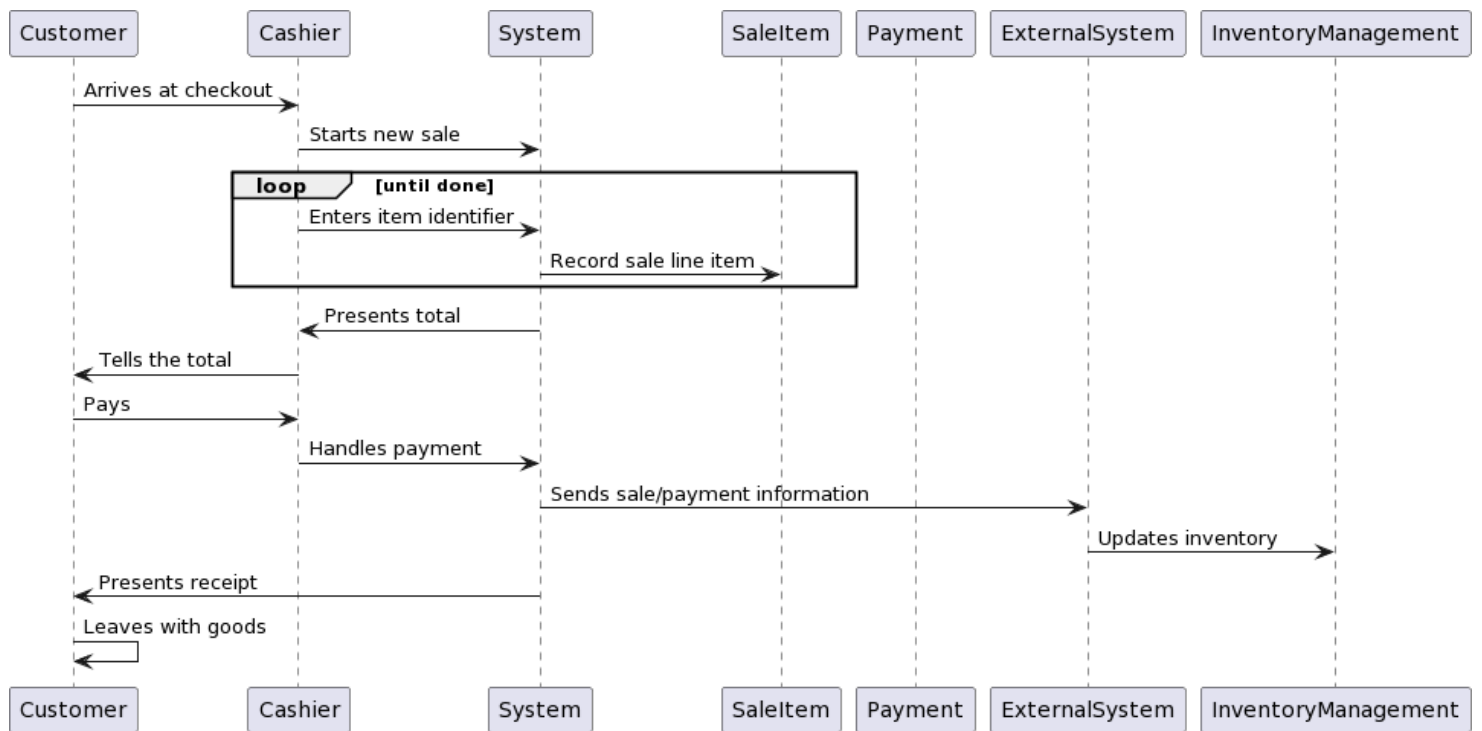 Customer Cashier System SaleItem Payment ExternalSystem InventoryManagement
Arrives at checkout
Starts new sale
loop [until done]
Enters item identifier
Record sale line item
Presents total
Tells the total
Pays
Handles payment
Sends sale/payment information
Updates inventory
Presents receipt
Leaves with goods
Customer Cashier System SaleItem Payment ExternalSystem InventoryManagement